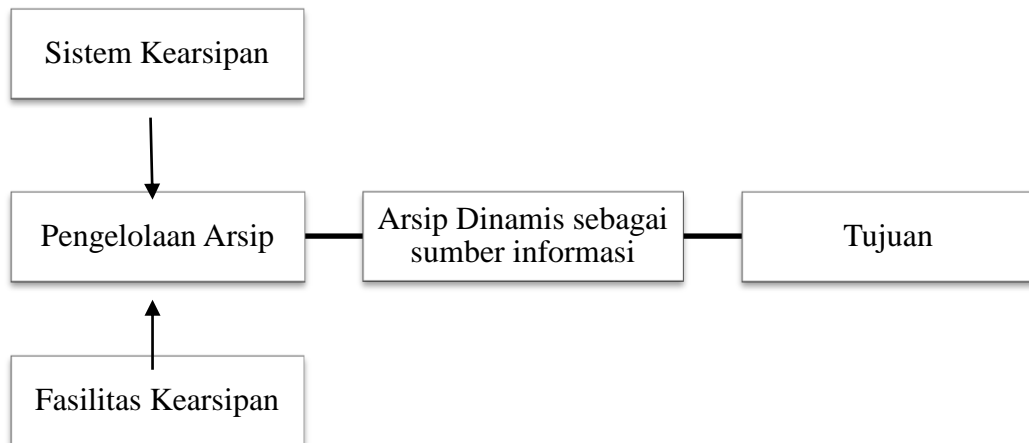 Sistem Kearsipan
Pengelolaan Arsip
Arsip Dinamis sebagai
sumber informasi
Tujuan
Fasilitas Kearsipan